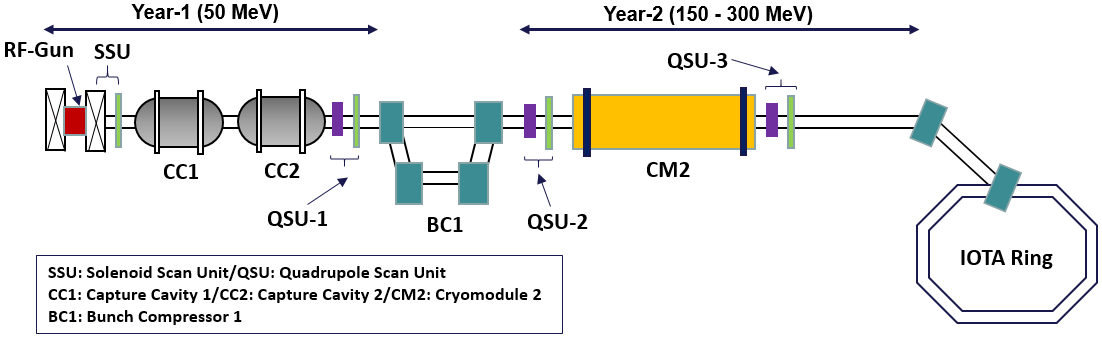 Year-1 (50 MeV)
Year-2 (150 - 300 MeV)
RF-Gun
SSU
QSU-3
CC1
CC2
CM2
QSU-1
BC1
QSU-2
IOTA Ring
SSU: Solenoid Scan Unit/QSU: Quadrupole Scan Unit
CC1: Capture Cavity 1/CC2: Capture Cavity 2/CM2: Cryomodule 2
BC1: Bunch Compressor 1